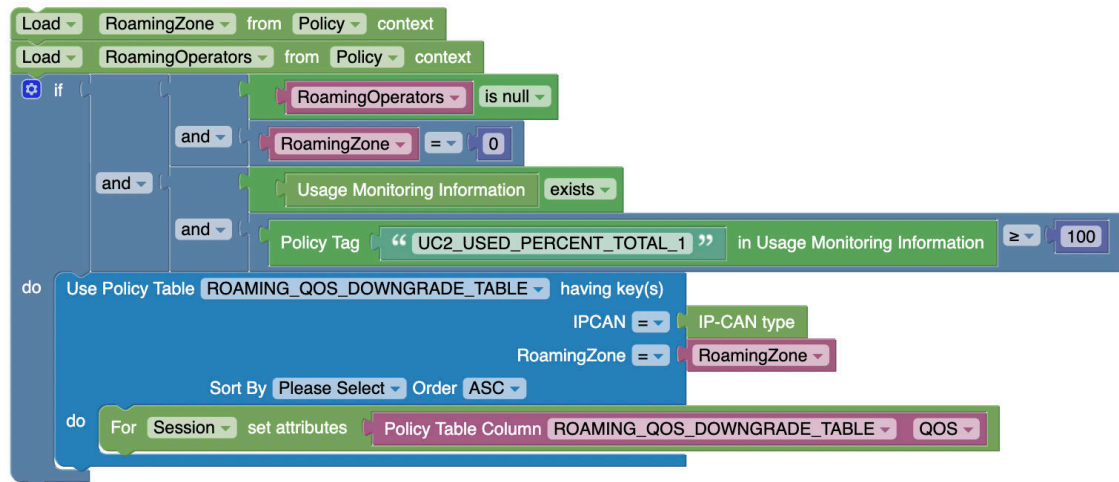 Load RoamingZone from Policy context
Load RoamingOperators from Policy context
if
RoamingOperators is null
and RoamingZone = 0
and
Usage Monitoring Information exists
and Policy Tag “ UC2_USED_PERCENT_TOTAL_1 ” in Usage Monitoring Information ≥ 100
do Use Policy Table ROAMING_QOS_DOWNGRADE_TABLE having key(s)
IPCAN = IP-CAN type
RoamingZone = RoamingZone
Sort By Please Select Order ASC
do For Session set attributes Policy Table Column ROAMING_QOS_DOWNGRADE_TABLE QOS